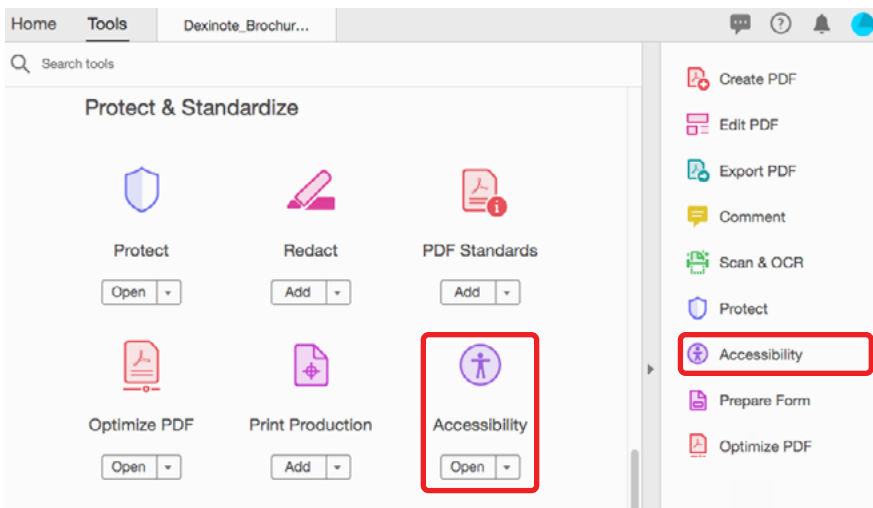 Home Tools Dexinote_Brochur...
Search tools
Protect & Standardize
Protect Redact PDF Standards
Open Add Add
Optimize PDF Print Production Accessibility
Open Add Open
Create PDF
Edit PDF
Export PDF
Comment
Scan & OCR
Protect
Accessibility
Prepare Form
Optimize PDF